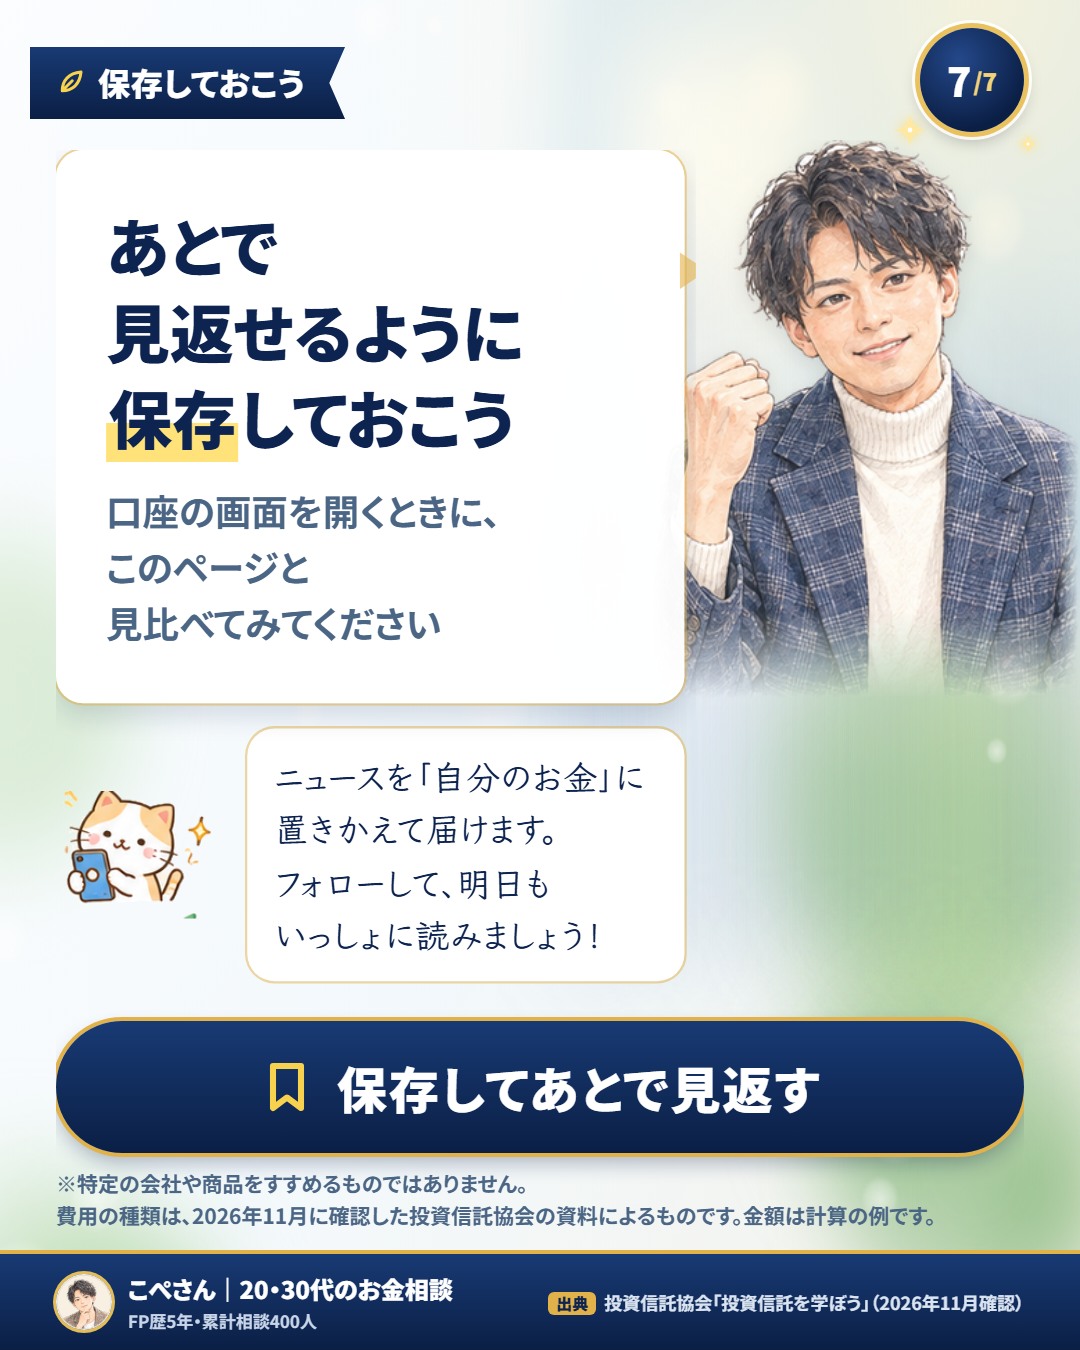 保存しておこう
7/7
あとで
見返せるように
保存しておこう
口座の画面を開くときに、
このページと
見比べてみてください
ニュースを「自分のお金」に
置きかえて届けます。
フォローして、明日も
いっしょに読みましょう！
保存してあとで見返す
※特定の会社や商品をすすめるものではありません。
費用の種類は、2026年11月に確認した投資信託協会の資料によるものです。金額は計算の例です。
こぺさん｜20・30代のお金相談
FP歴5年・累計相談400人
出典 投資信託協会「投資信託を学ぼう」（2026年11月確認）